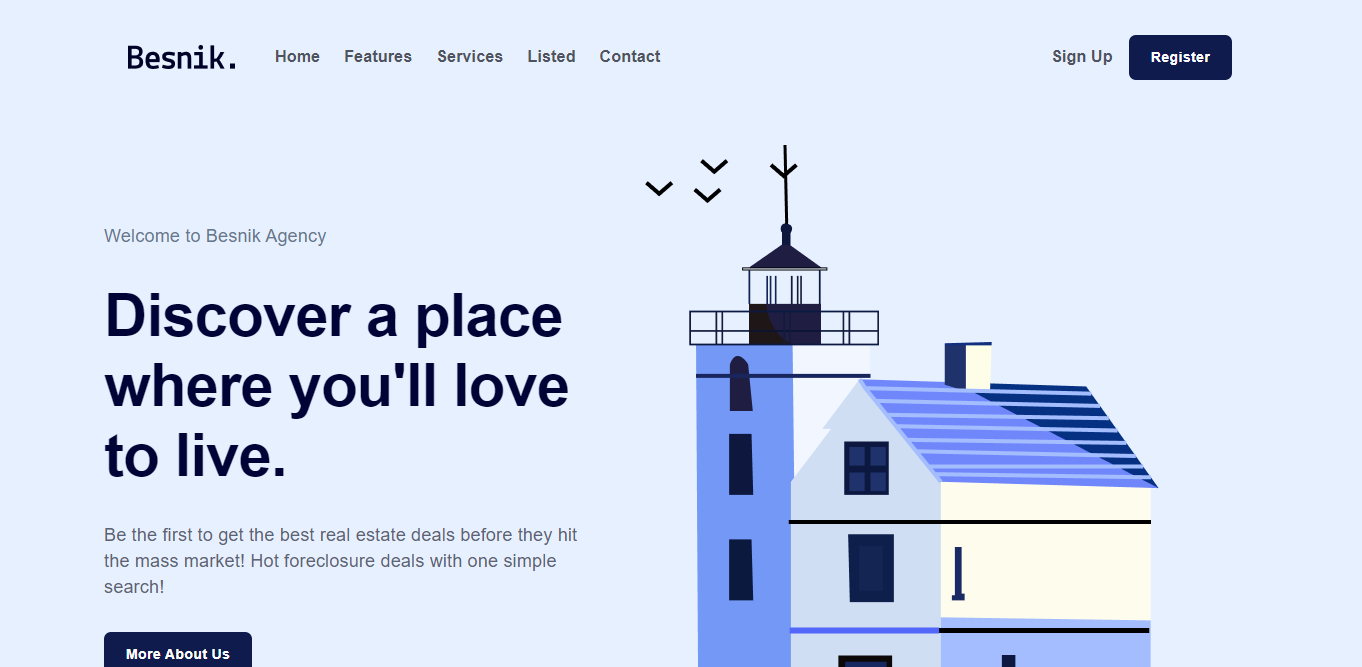 Besnik. Home Features Services Listed Contact Sign Up Register
Welcome to Besnik Agency
Discover a place
where you'll love
to live.
Be the first to get the best real estate deals before they hit
the mass market! Hot foreclosure deals with one simple
search!
More About Us